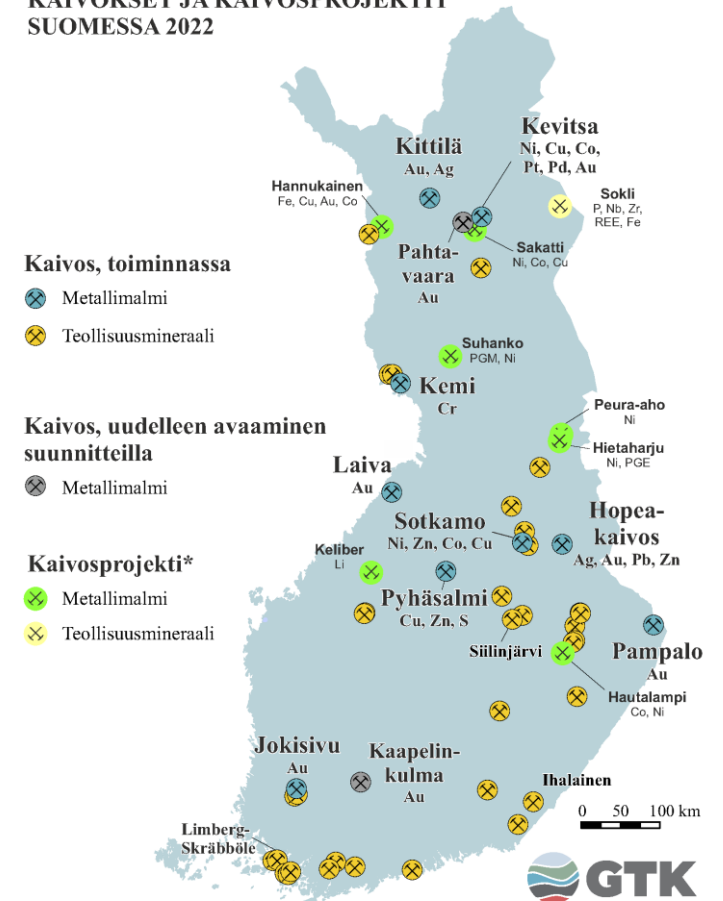 KAIVOKSET JA KAIVOSPROJEKTIT
SUOMESSA 2022
Kevitsa
Ni, Cu, Co,
Pt, Pd, Au
Kittilä
Au, Ag
Hannukainen
Fe, Cu, Au, Co
Sokli
P, Nb, Zr,
REE, Fe
Sakatti
Ni, Co, Cu
Pahta-
vaara
Au
Kaivos, toiminnassa
Metallimalmi
Teollisuusmineraali
Suhanko
PGM, Ni
Kemi
Cr
Kaivos, uudelleen avaaminen
suunnitteilla
Metallimalmi
Peura-aho
Ni
Hietaharju
Ni, PGE
Laiva
Au
Sotkamo
Ni, Zn, Co, Cu
Hopea-
kaivos
Ag, Au, Pb, Zn
Keliber
Li
Kaivosprojekti*
Metallimalmi
Teollisuusmineraali
Pyhäsalmi
Cu, Zn, S
Siilinjärvi
Pampalo
Au
Hautalampi
Co, Ni
Jokisivu
Au
Kaapelin-
kulma
Au
Ihalainen
0 50 100 km
Limberg-
Skräbböle
GTK